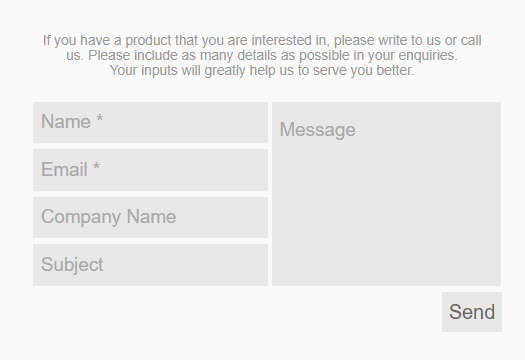 If you have a product that you are interested in, please write to us or call
us. Please include as many details as possible in your enquiries.
Your inputs will greatly help us to serve you better.
Name *
Email *
Company Name
Subject
Message
Send